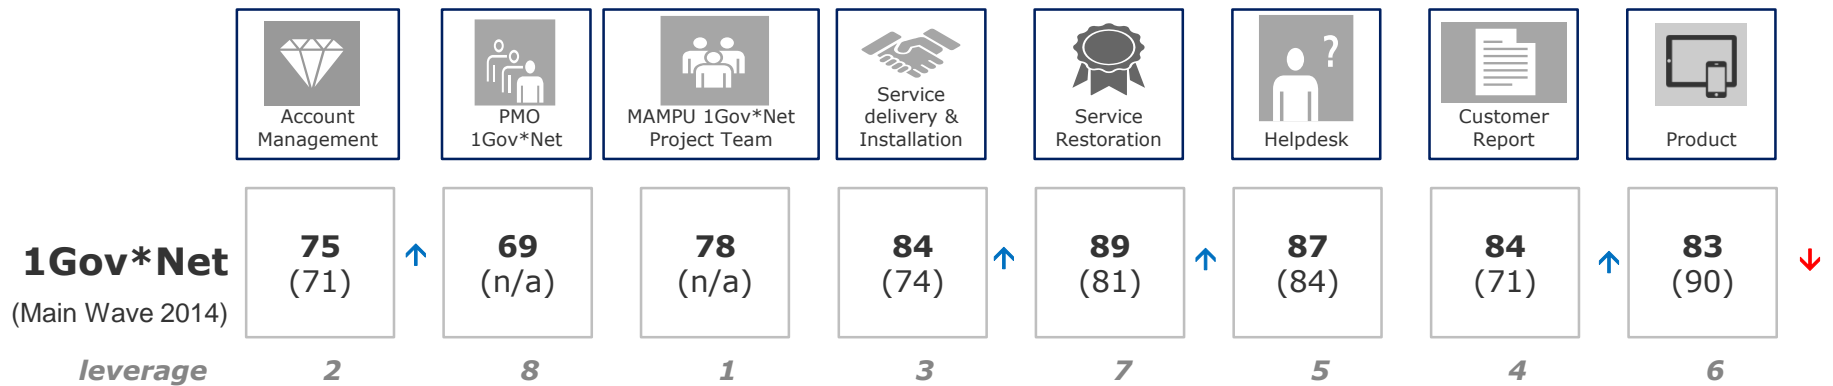 Account
Management
PMO
1Gov*Net
MAMPU 1Gov*Net
Project Team
Service
delivery &
Installation
Service
Restoration
?
Helpdesk
Customer
Report
Product
1Gov*Net
(Main Wave 2014)
75
(71)
69
(n/a)
78
(n/a)
84
(74)
89
(81)
87
(84)
84
(71)
83
(90)
leverage 2 8 1 3 7 5 4 6